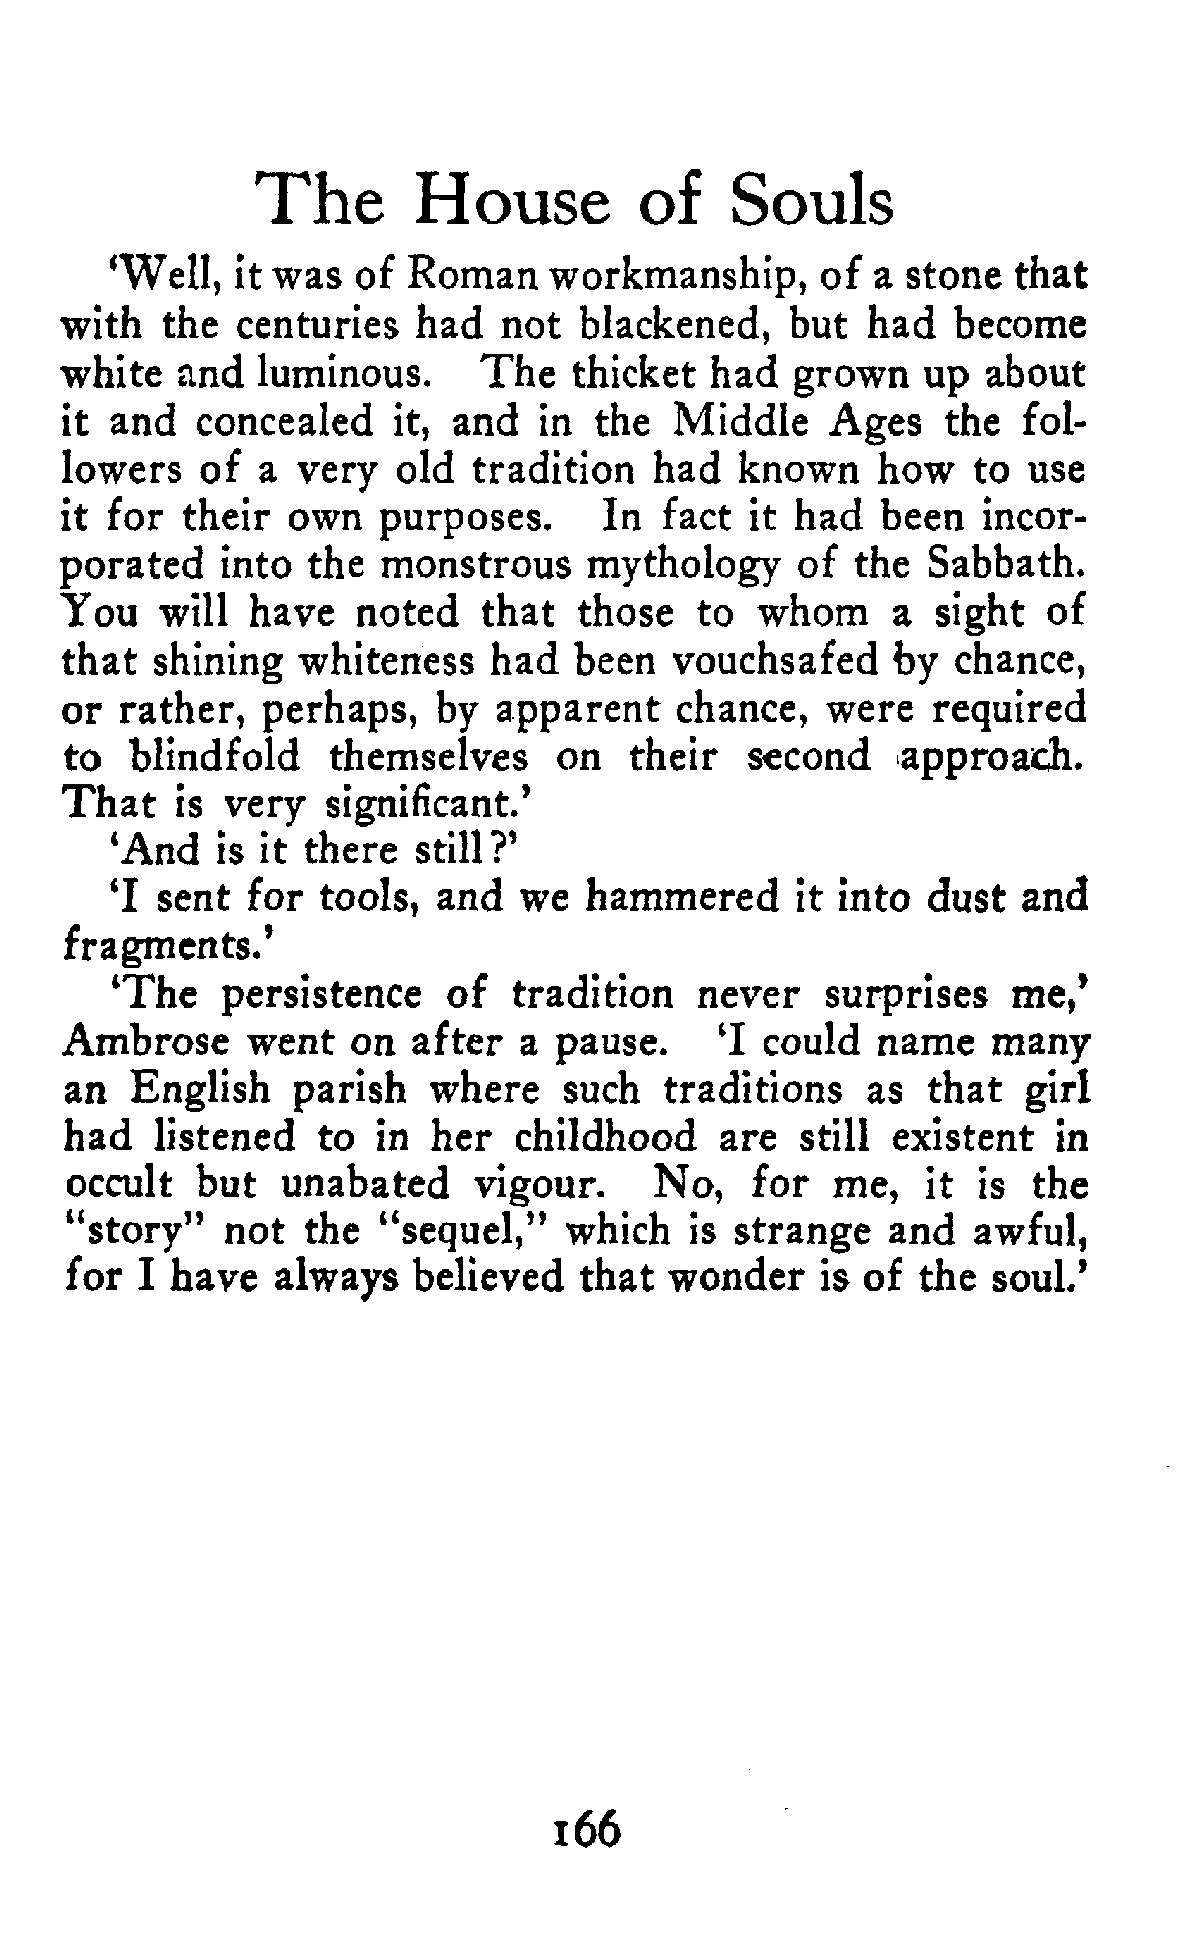 The House of Souls
‘Well, it was of Roman workmanship, of a stone that
with the centuries had not blackened, but had become
white and luminous. The thicket had grown up about
it and concealed it, and in the Middle Ages the fol-
lowers of a very old tradition had known how to use
it for their own purposes. In fact it had been incor-
porated into the monstrous mythology of the Sabbath.
You will have noted that those to whom a sight of
that shining whiteness had been vouchsafed by chance,
or rather, perhaps, by apparent chance, were required
to blindfold themselves on their second approach.
That is very significant.’
‘And is it there still?’
‘I sent for tools, and we hammered it into dust and
fragments.’
‘The persistence of tradition never surprises me,’
Ambrose went on after a pause. ‘I could name many
an English parish where such traditions as that girl
had listened to in her childhood are still existent in
occult but unabated vigour. No, for me, it is the
“story” not the “sequel,” which is strange and awful,
for I have always believed that wonder is of the soul.’
166